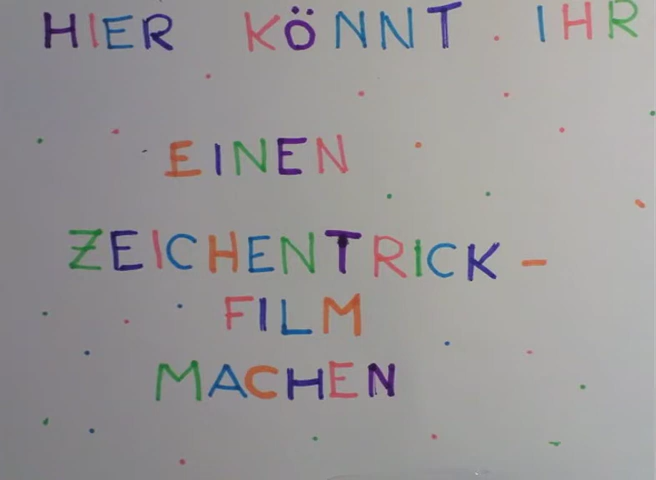 HIER KÖNNT IHR
EINEN
ZEICHENTRICK-
FILM
MACHEN